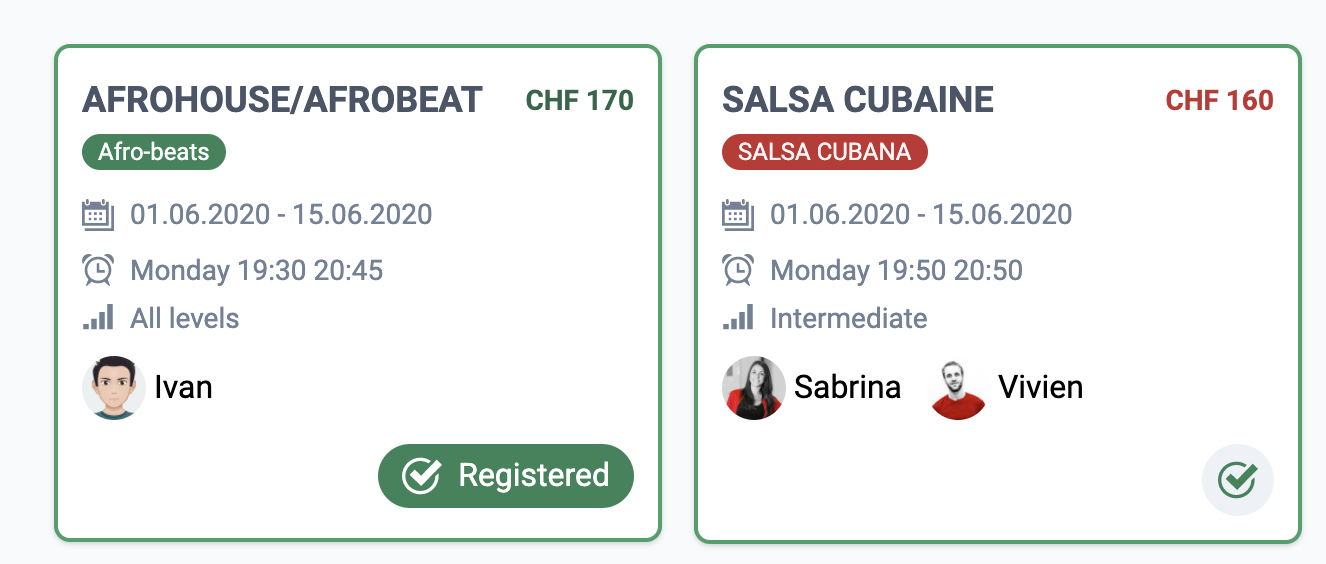 AFROHOUSE/AFROBEAT CHF 170
Afro-beats
01.06.2020 - 15.06.2020
Monday 19:30 20:45
All levels
Ivan
Registered
SALSA CUBAINE CHF 160
SALSA CUBANA
01.06.2020 - 15.06.2020
Monday 19:50 20:50
Intermediate
Sabrina Vivien